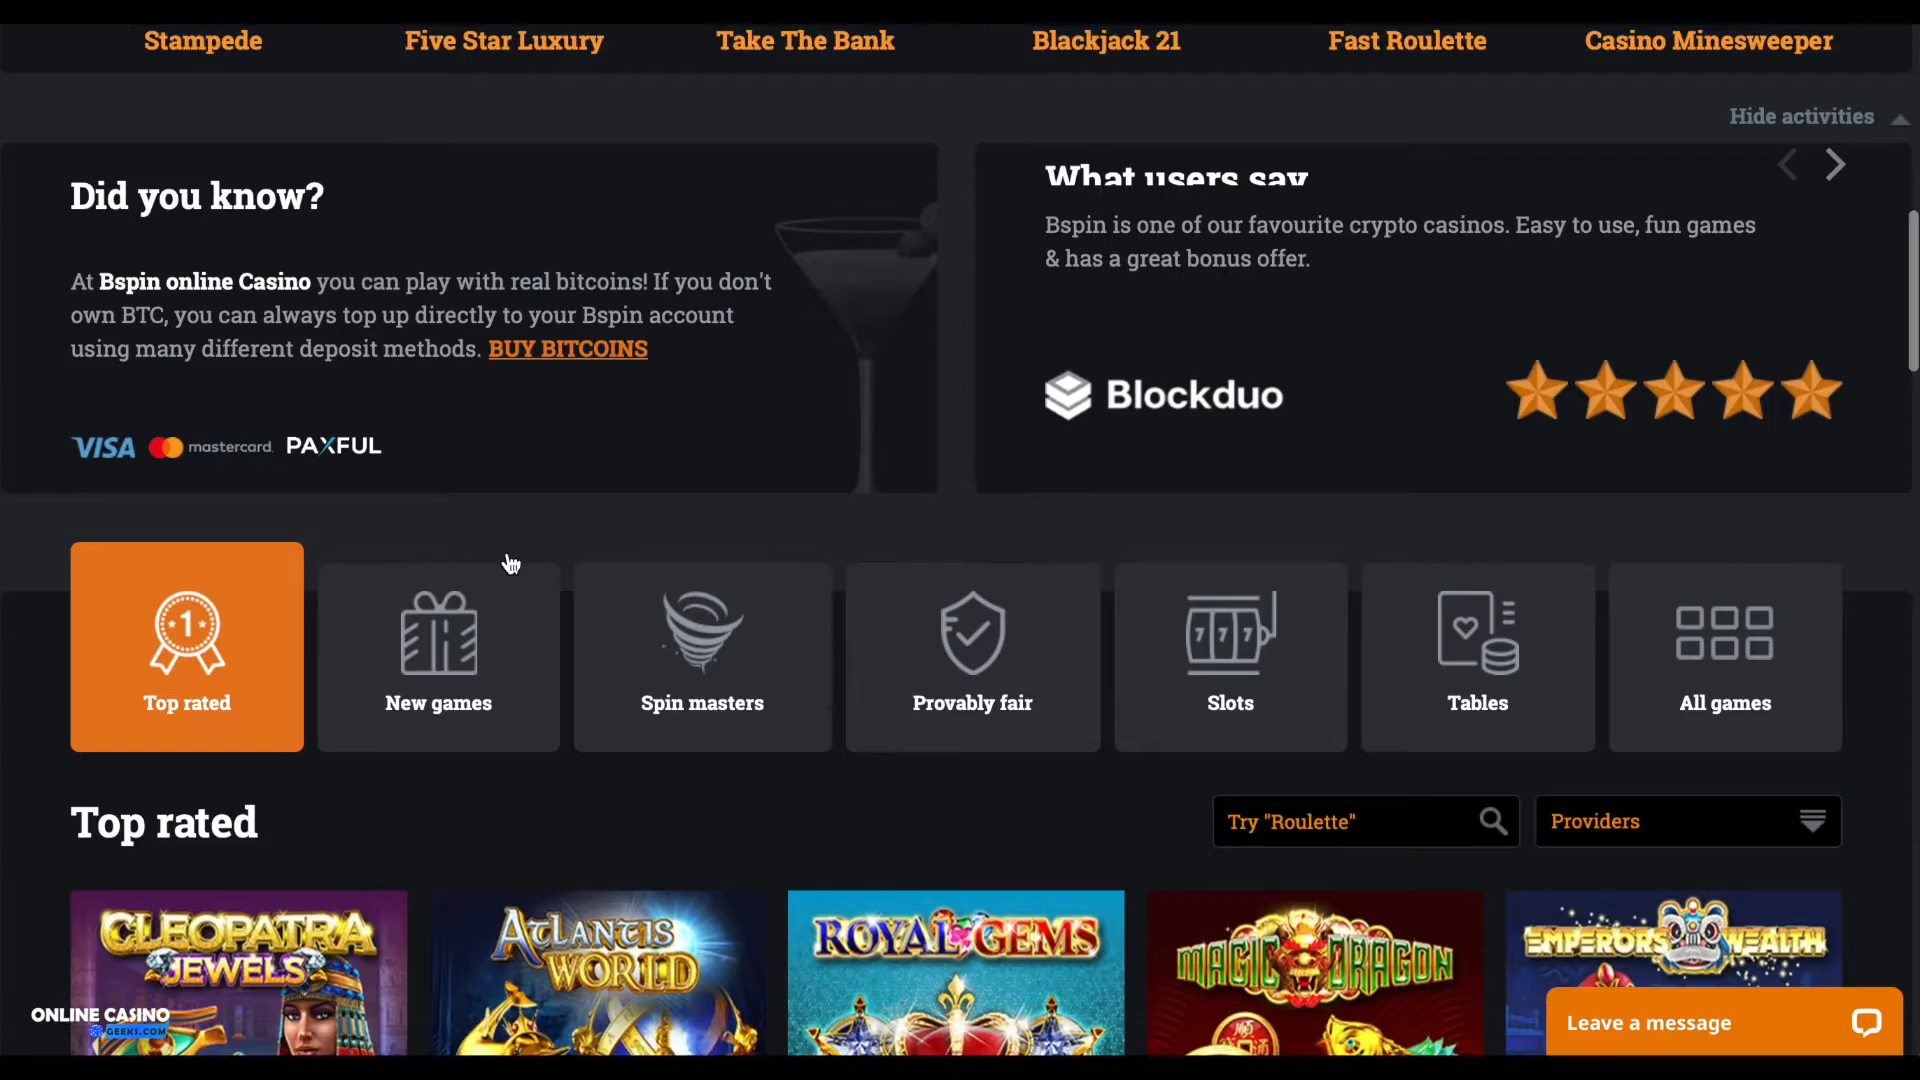 Stampede
Five Star Luxury
Take The Bank
Blackjack 21
Fast Roulette
Casino Minesweeper
Hide activities
Did you know?
At Bspin online Casino you can play with real bitcoins! If you don't
own BTC, you can always top up directly to your Bspin account
using many different deposit methods. BUY BITCOINS
VISA mastercard. PAXFUL
What users say
Bspin is one of our favourite crypto casinos. Easy to use, fun games
& has a great bonus offer.
Blockduo
1
Top rated
New games
Spin masters
Provably fair
777
Slots
Tables
All games
Top rated
Try "Roulette"
Providers
CLEOPATRA
JEWELS
ATLANTIS
WORLD
ROYAL GEMS
MAGIC DRAGON
EMPERORS WEALTH
ONLINE CASINO
GEEKS.COM
Leave a message